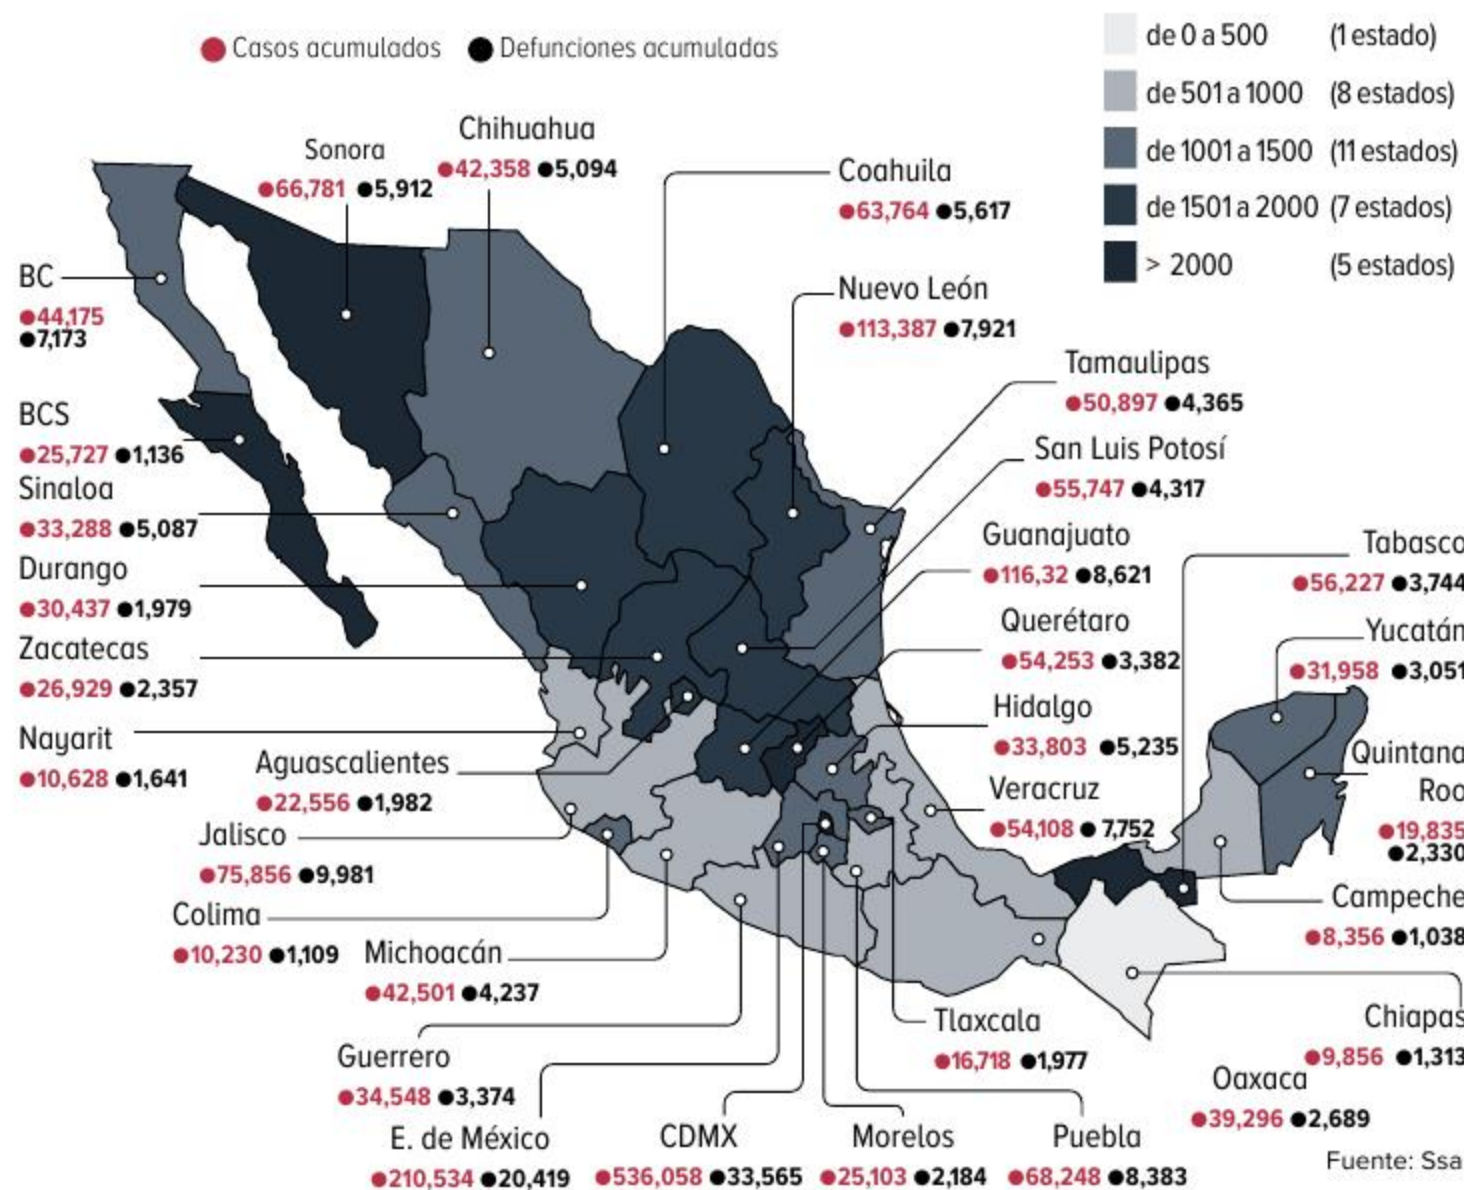 Casos acumulados Defunciones acumuladas
de 0 a 500 (1 estado)
de 501 a 1000 (8 estados)
de 1001 a 1500 (11 estados)
de 1501 a 2000 (7 estados)
> 2000 (5 estados)
Sonora
66,781 5,912
Chihuahua
42,358 5,094
Coahuila
63,764 5,617
BC
44,175
7,173
Nuevo León
113,387 7,921
Tamaulipas
50,897 4,365
BCS
25,727 1,136
San Luis Potosí
55,747 4,317
Sinaloa
33,288 5,087
Guanajuato
116,32 8,621
Tabasco
56,227 3,744
Durango
30,437 1,979
Querétaro
54,253 3,382
Yucatán
31,958 3,051
Zacatecas
26,929 2,357
Hidalgo
33,803 5,235
Nayarit
10,628 1,641
Quintana
Roo
19,835
2,330
Aguascalientes
22,556 1,982
Veracruz
54,108 7,752
Jalisco
75,856 9,981
Campeche
8,356 1,038
Colima
10,230 1,109
Michoacán
42,501 4,237
Tlaxcala
16,718 1,977
Chiapas
9,856 1,313
Guerrero
34,548 3,374
Oaxaca
39,296 2,689
E. de México
210,534 20,419
CDMX
536,058 33,565
Morelos
25,103 2,184
Puebla
68,248 8,383
Fuente: Ssa